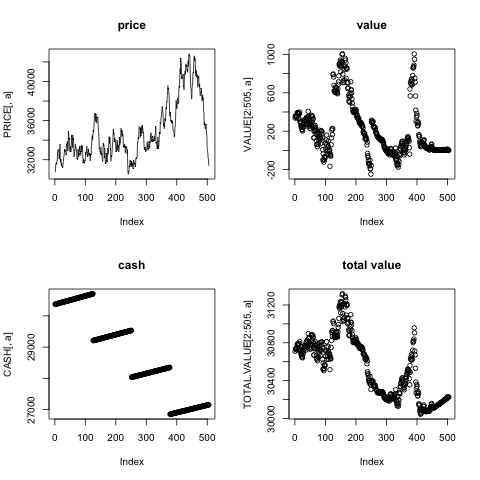 price
PRICE[, a]
32000 36000 40000
0 100 200 300 400 500
Index
value
VALUE[2:505, a]
-200 200 600 1000
0 100 200 300 400 500
Index
cash
CASH[, a]
27000 29000
0 100 200 300 400 500
Index
total value
TOTAL.VALUE[2:505, a]
30000 30400 30800 31200
0 100 200 300 400 500
Index